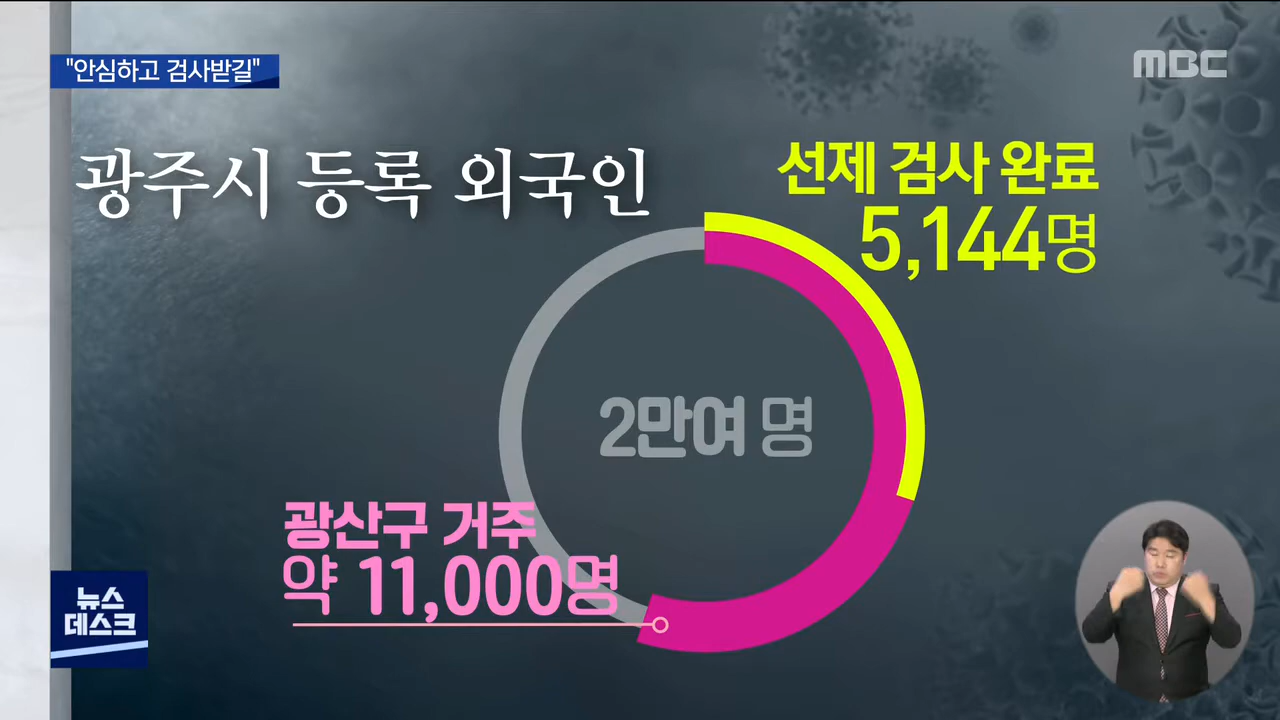 "안심하고 검사받길"
MBC
광주시 등록 외국인
선제 검사 완료
5,144명
2만여 명
광산구 거주
약 11,000명
뉴스
데스크